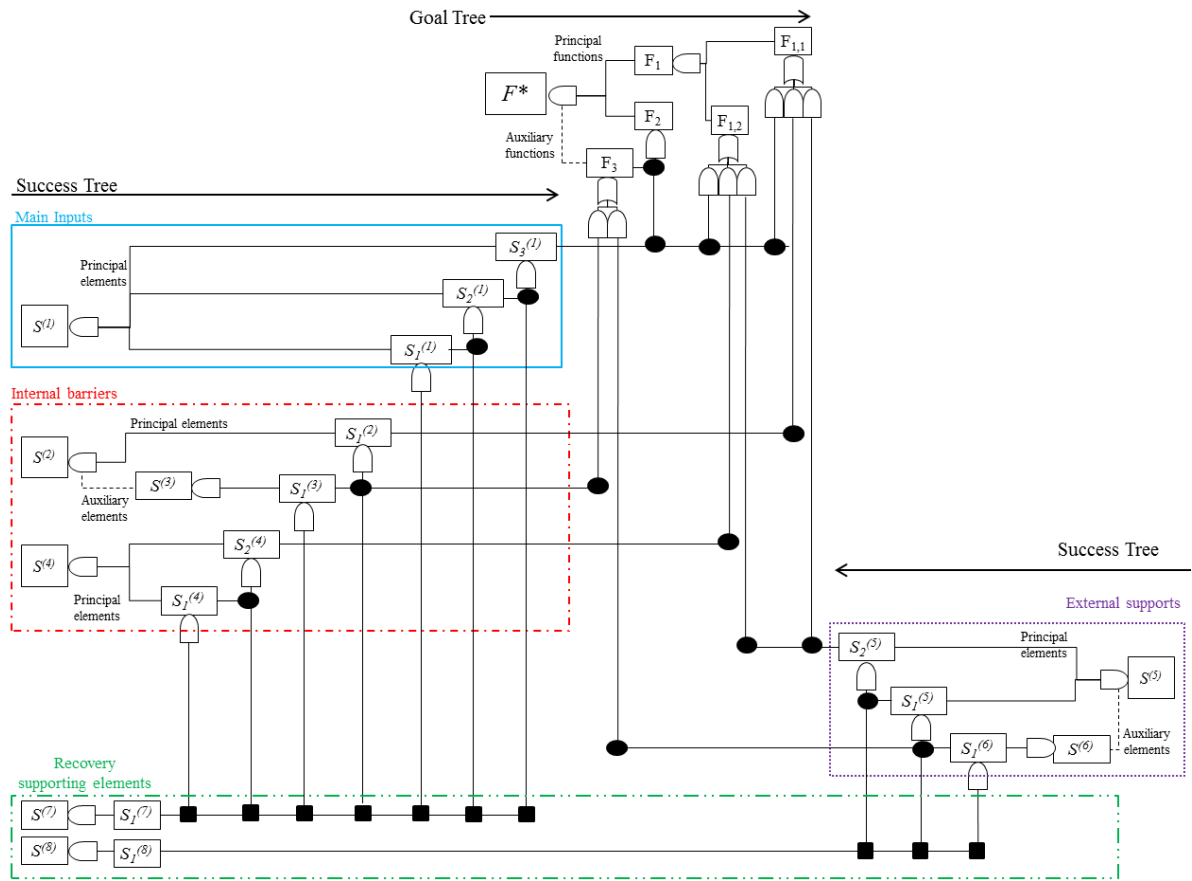 Goal Tree
Principal
functions
F₁,₁
F₁
F*
F₂
F₁,₂
Auxiliary
functions
F₃
Success Tree
Main Inputs
S₃⁽¹⁾
Principal
elements
S₂⁽¹⁾
S⁽¹⁾
S₁⁽¹⁾
Internal barriers
Principal elements
S₁⁽²⁾
S⁽²⁾
S⁽³⁾
S₁⁽³⁾
Auxiliary
elements
S₂⁽⁴⁾
S⁽⁴⁾
Principal
elements
S₁⁽⁴⁾
Success Tree
External supports
S₂⁽⁵⁾
Principal
elements
S⁽⁵⁾
S₁⁽⁵⁾
S₁⁽⁶⁾
S⁽⁶⁾
Auxiliary
elements
Recovery
supporting elements
S⁽⁷⁾
S₁⁽⁷⁾
S⁽⁸⁾
S₁⁽⁸⁾